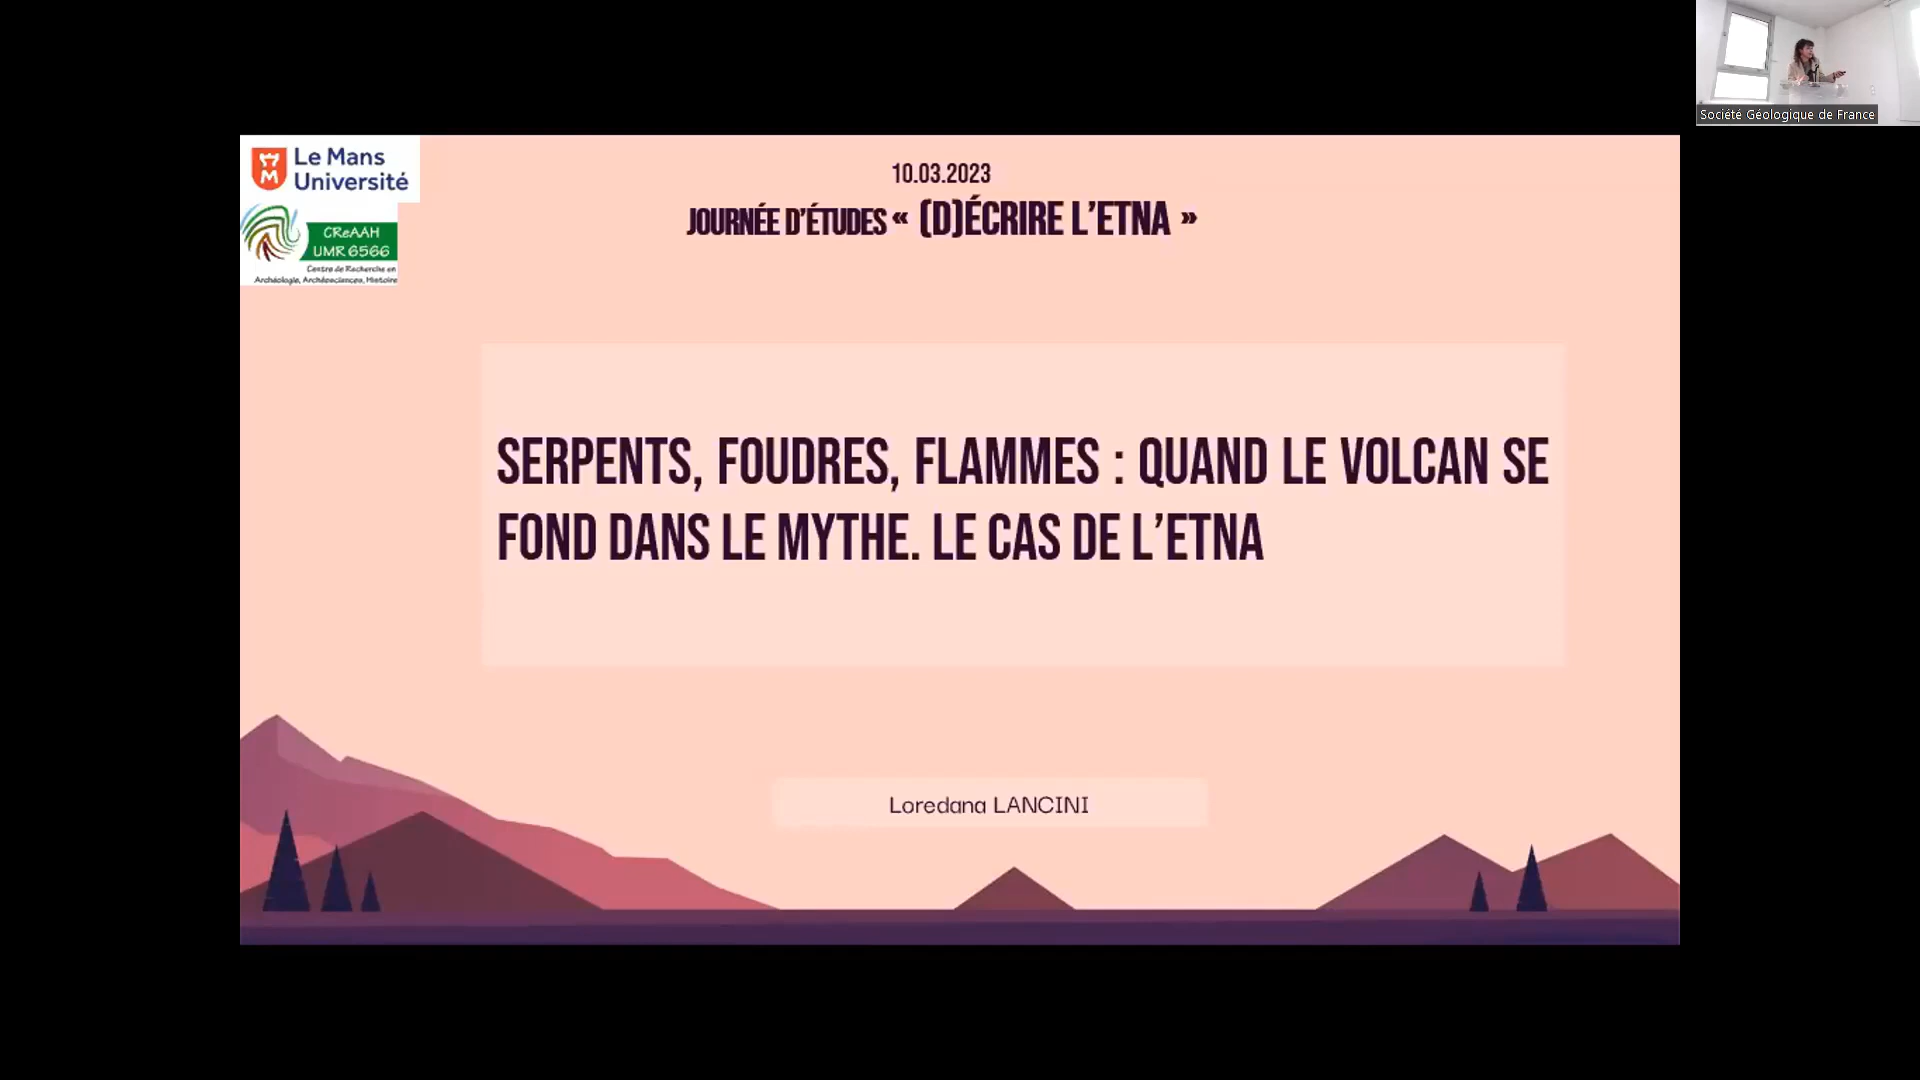 Société Géologique de France
Le Mans
Université
CReAAH
UMR 6566
Centre de Recherche en
Archéologie, Archéosciences, Histoire
10.03.2023
JOURNÉE D'ÉTUDES « (D)ÉCRIRE L'ETNA »
SERPENTS, FOUDRES, FLAMMES : QUAND LE VOLCAN SE
FOND DANS LE MYTHE. LE CAS DE L'ETNA
Loredana LANCINI